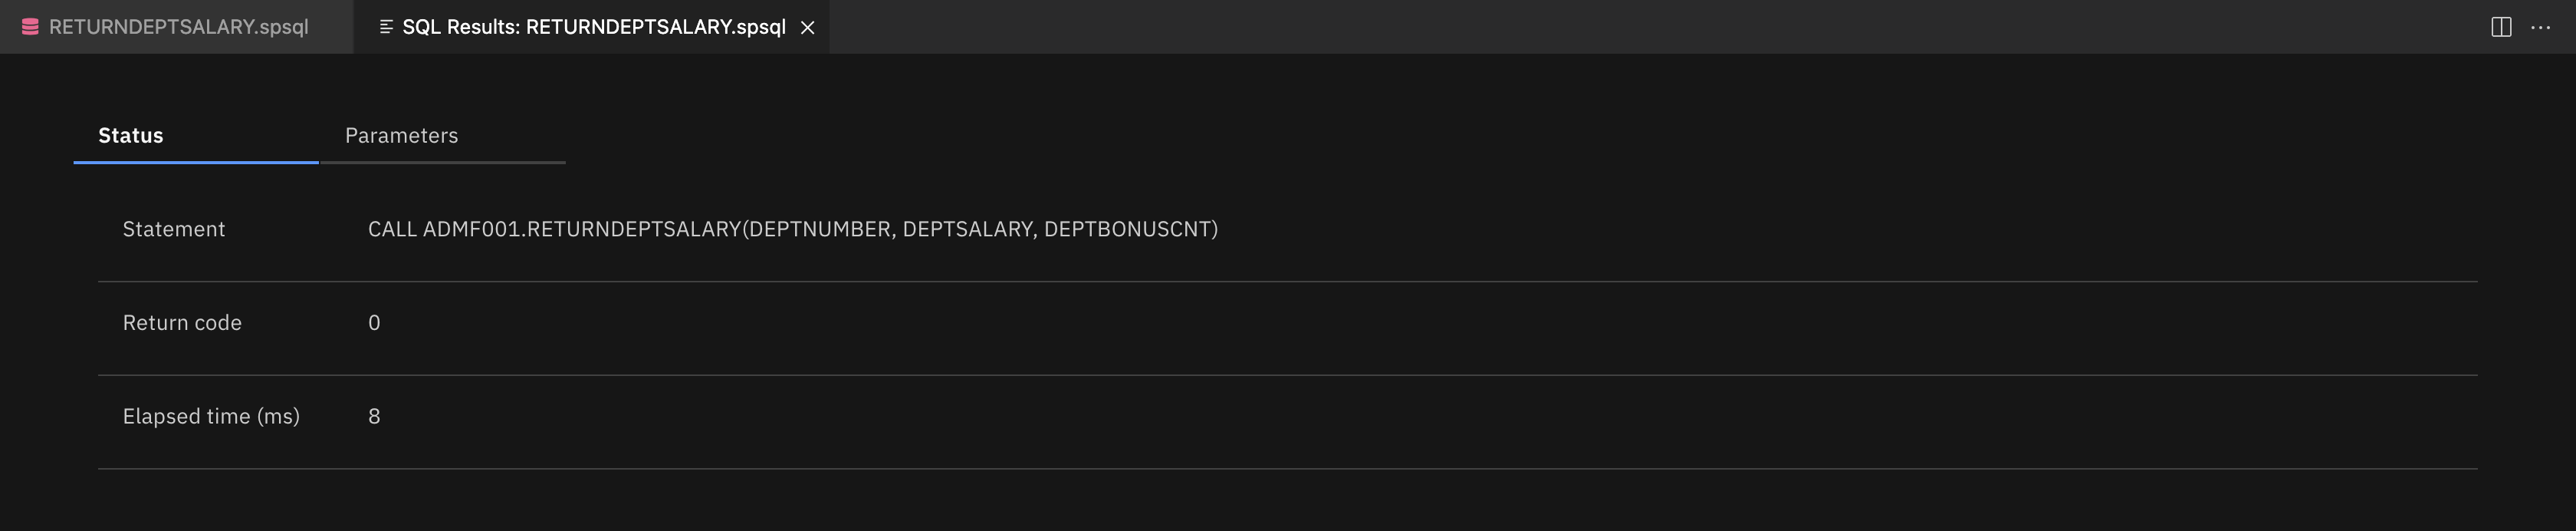 RETURNDEPTSALARY.spsql SQL Results: RETURNDEPTSALARY.spsql
Status Parameters
Statement CALL ADMF001.RETURNDEPTSALARY(DEPTNUMBER, DEPTSALARY, DEPTBONUSCNT)
Return code 0
Elapsed time (ms) 8